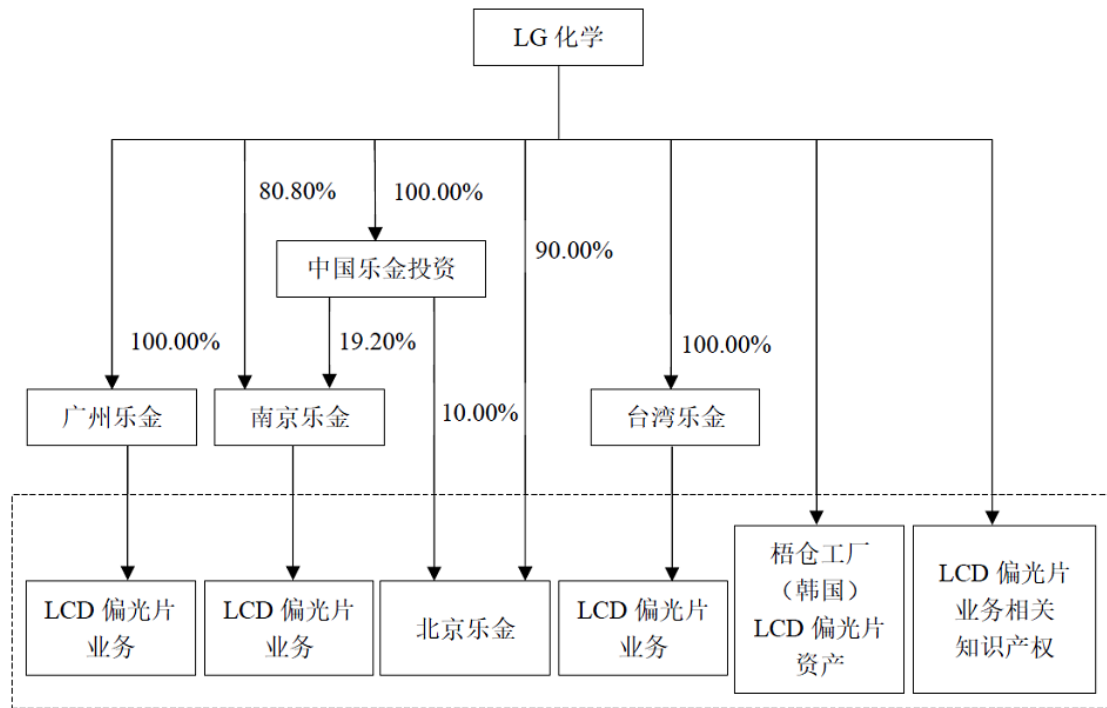 LG 化学
80.80%
100.00%
90.00%
中国乐金投资
100.00%
19.20%
100.00%
广州乐金
南京乐金
10.00%
台湾乐金
LCD 偏光片
业务
LCD 偏光片
业务
北京乐金
LCD 偏光片
业务
梧仓工厂
（韩国）
LCD 偏光片
资产
LCD 偏光片
业务相关
知识产权